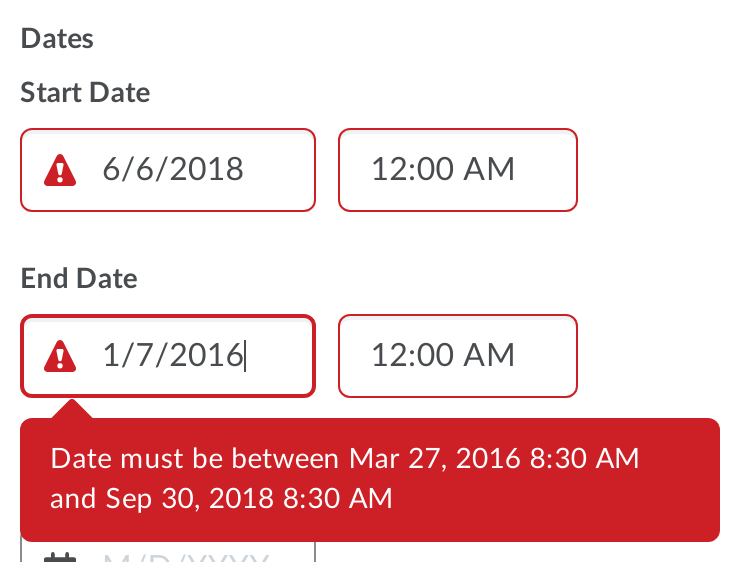 Dates
Start Date
6/6/2018 12:00 AM
End Date
1/7/2016 12:00 AM
Date must be between Mar 27, 2016 8:30 AM
and Sep 30, 2018 8:30 AM
M/D/YYYY